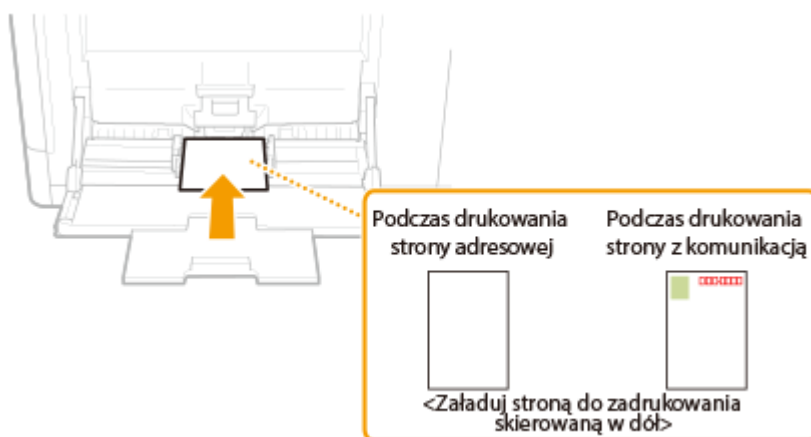 Podczas drukowania
strony adresowej
Podczas drukowania
strony z komunikacją
<Załaduj stroną do zadrukowania
skierowaną w dół>